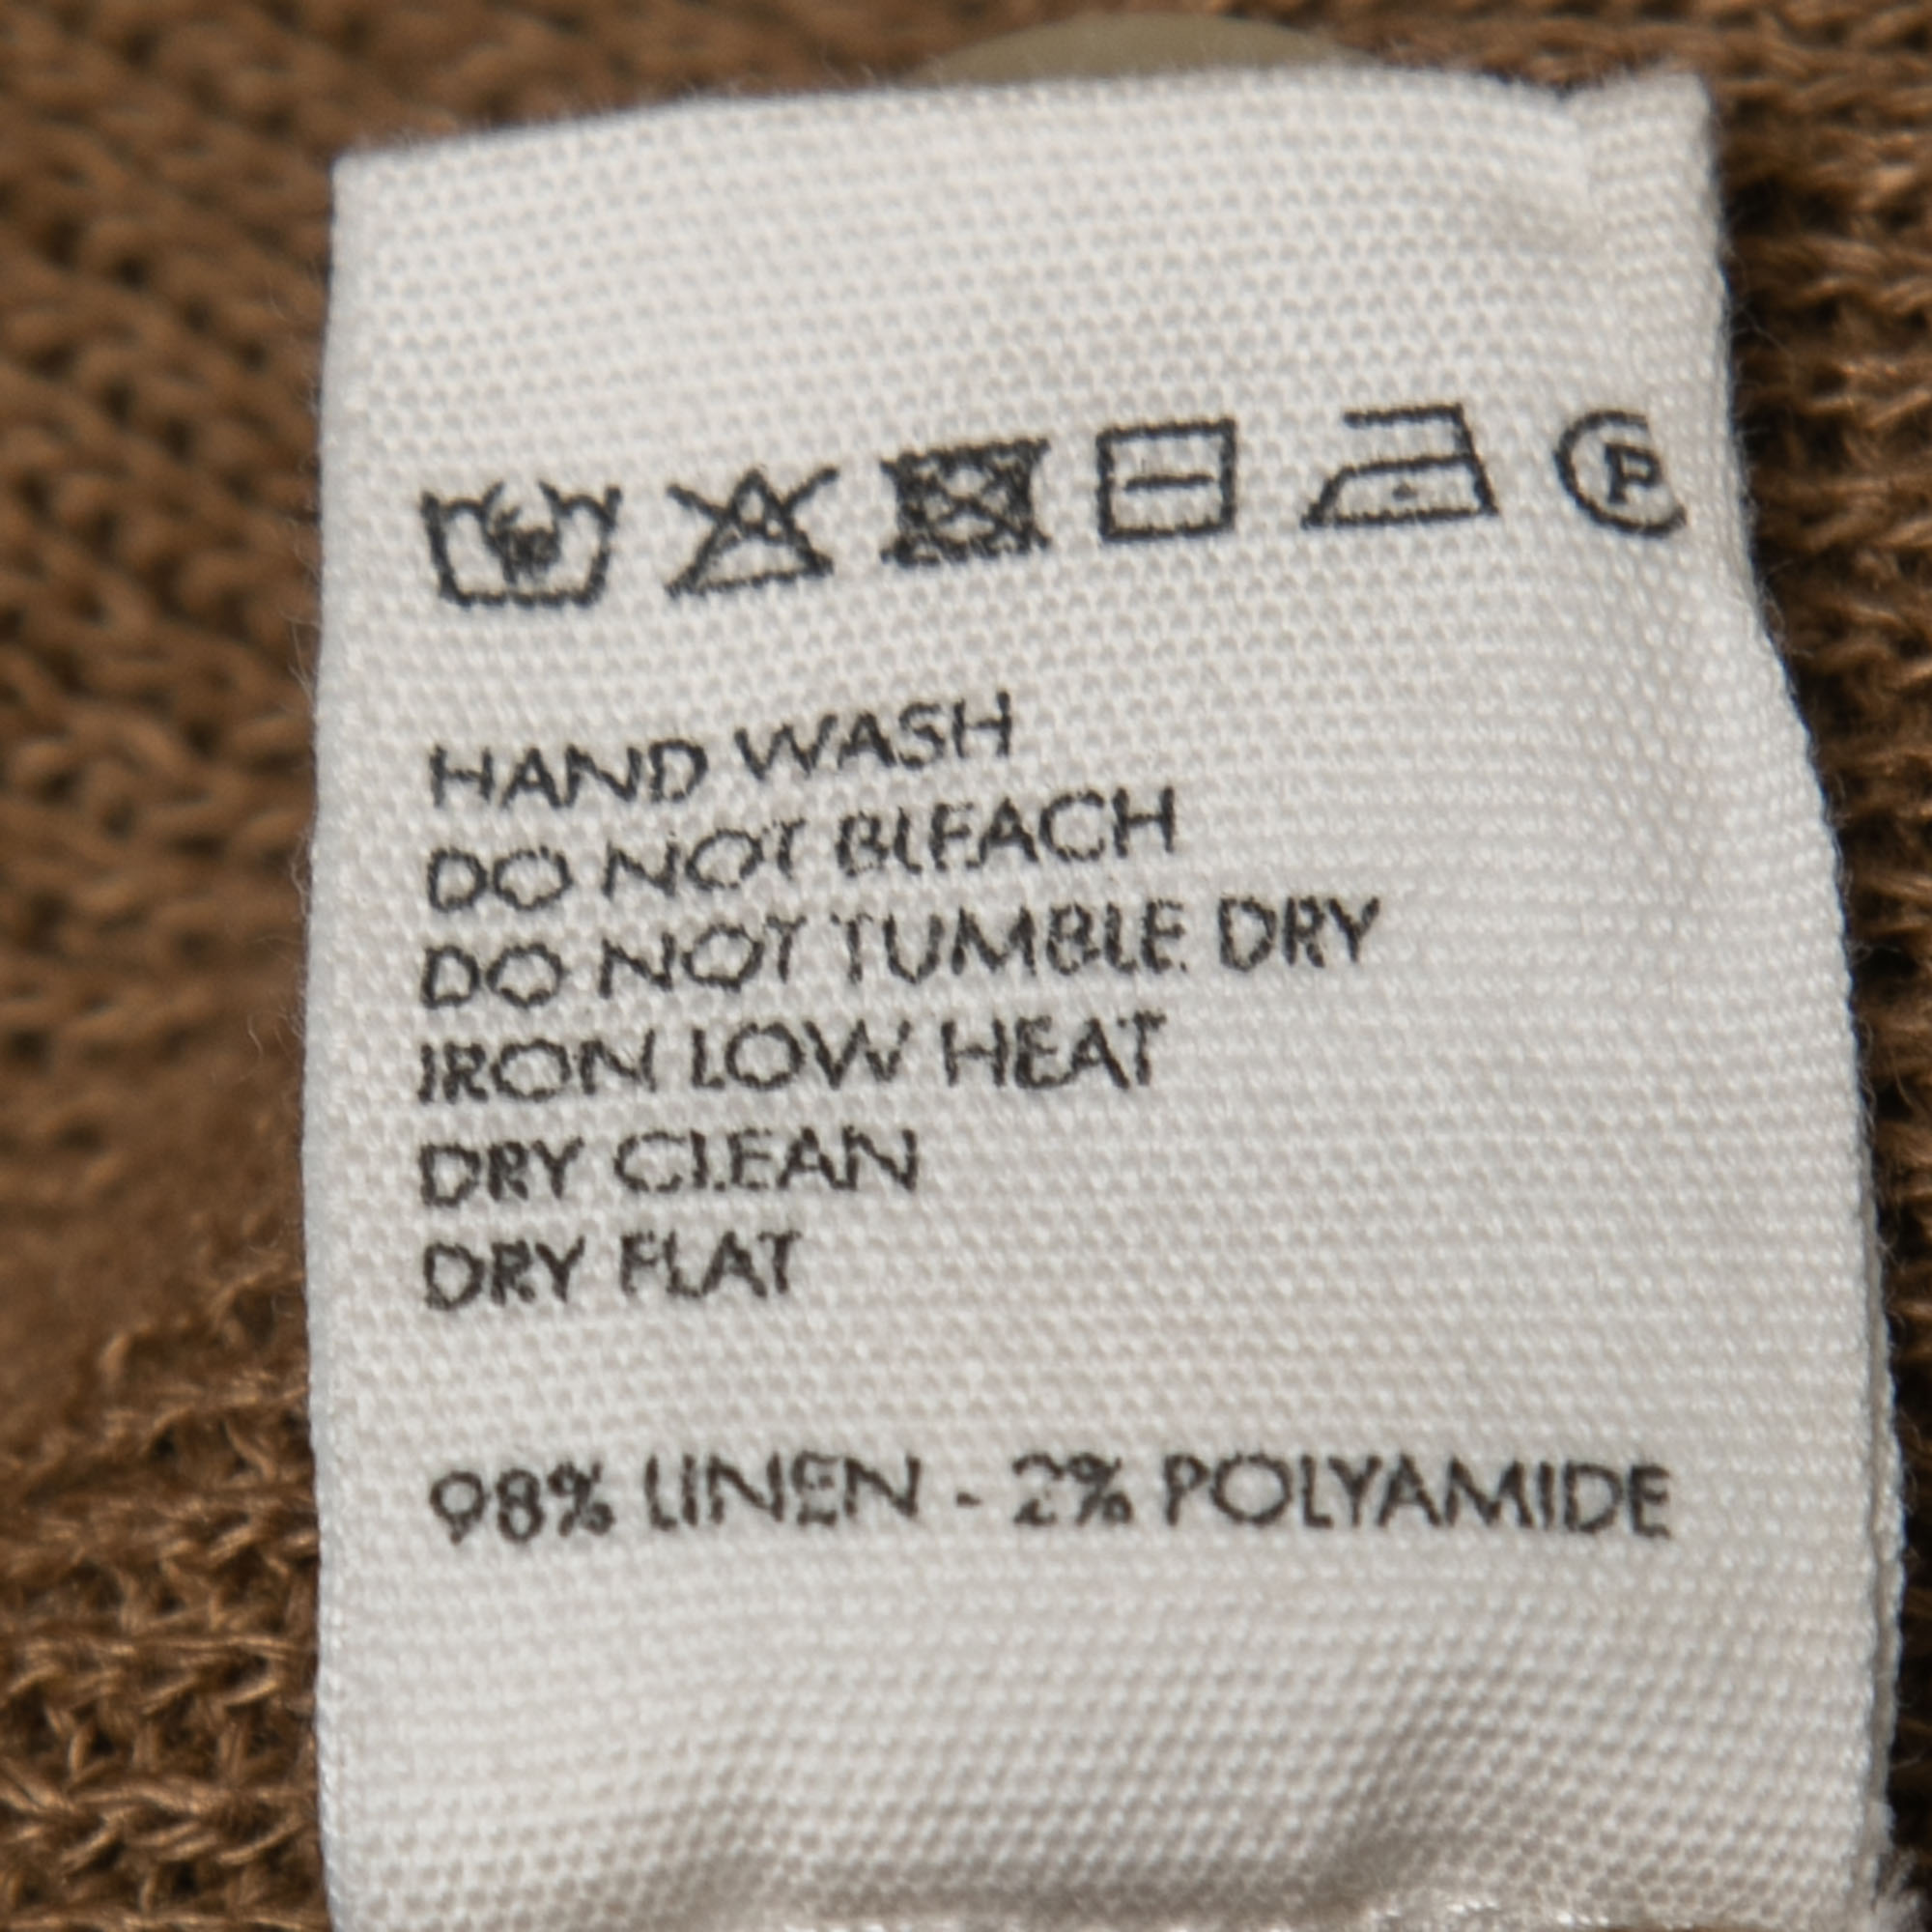 P
HAND WASH
DO NOT BLEACH
DO NOT TUMBLE DRY
IRON LOW HEAT
DRY CLEAN
DRY FLAT
98% LINEN - 2% POLYAMIDE